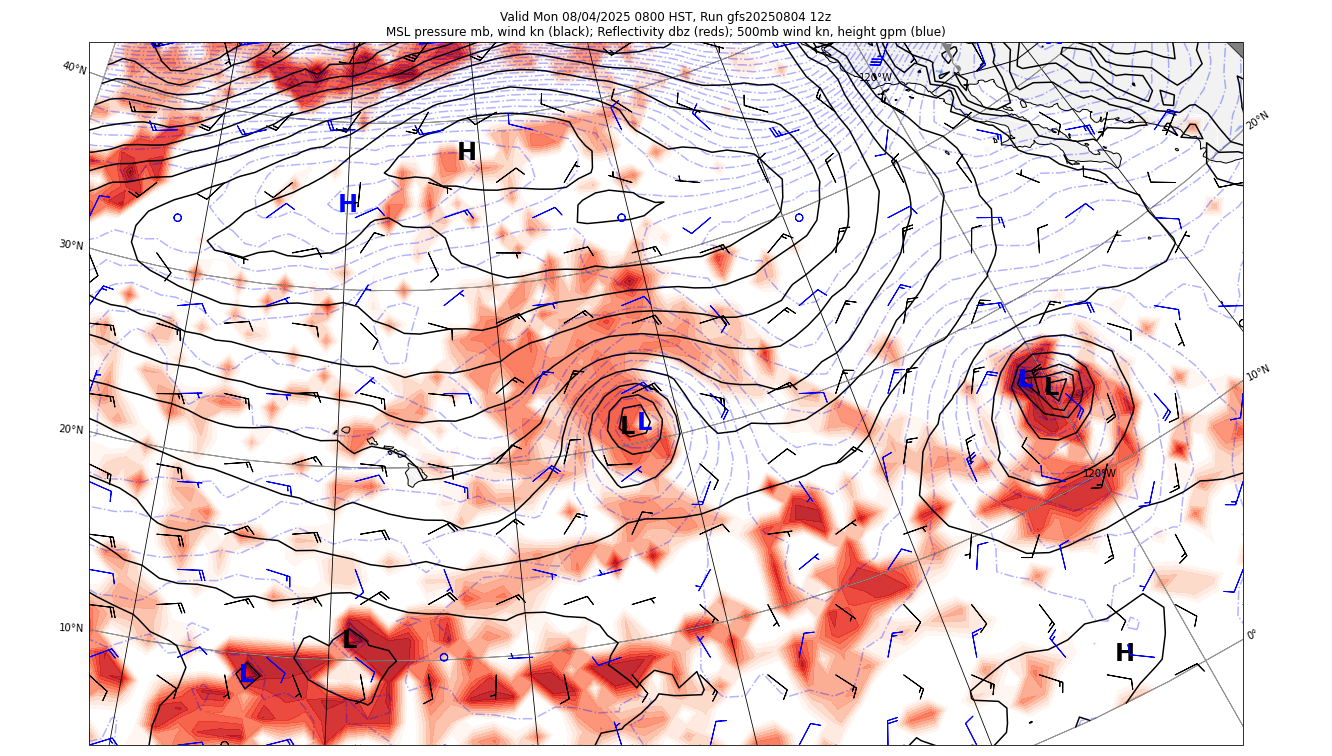 Valid Mon 08/04/2025 0800 HST, Run gfs20250804 12z
MSL pressure mb, wind kn (black); Reflectivity dbz (reds); 500mb wind kn, height gpm (blue)
40°N
120°W
20°N
H
H
30°N
10°N
L
L
L
L
20°N
120°W
10°N
0°
L
H
L